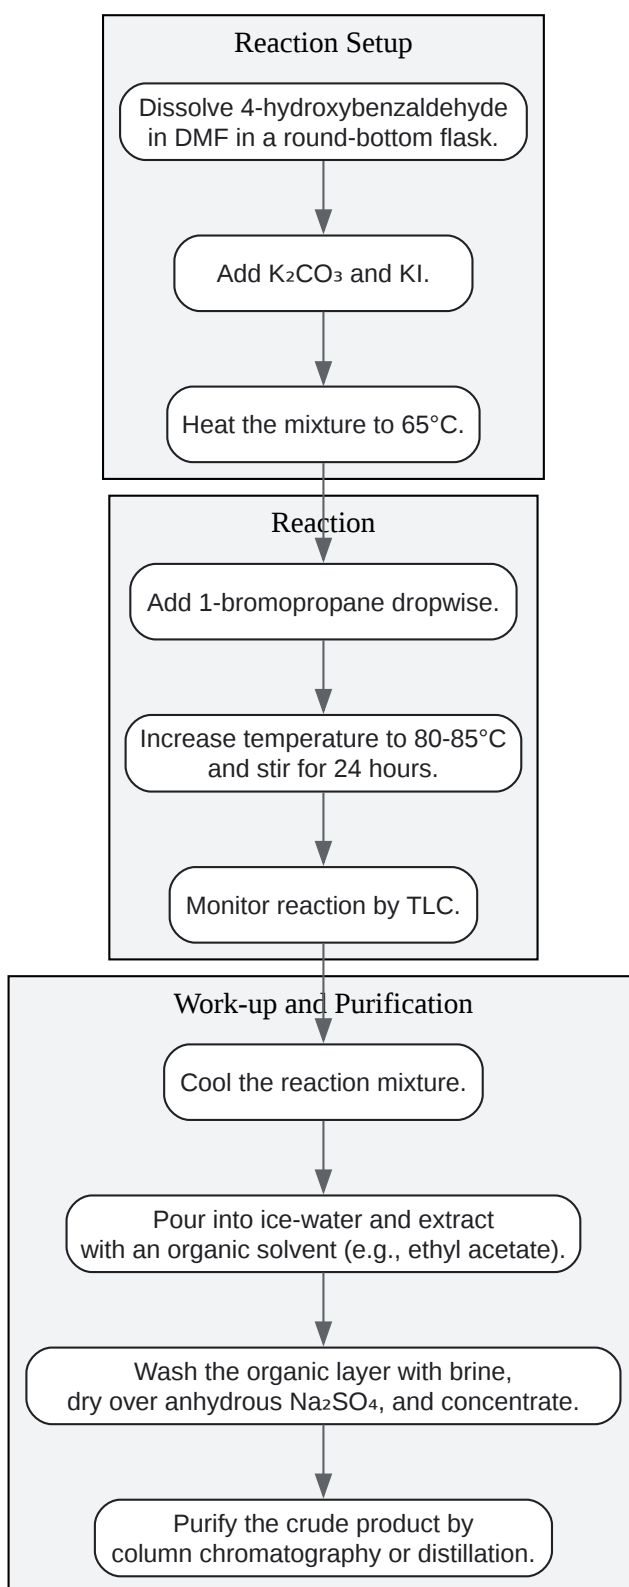 Reaction Setup
Dissolve 4-hydroxybenzaldehyde
in DMF in a round-bottom flask.
Add K₂CO₃ and KI.
Heat the mixture to 65°C.
Reaction
Add 1-bromopropane dropwise.
Increase temperature to 80-85°C
and stir for 24 hours.
Monitor reaction by TLC.
Work-up and Purification
Cool the reaction mixture.
Pour into ice-water and extract
with an organic solvent (e.g., ethyl acetate).
Wash the organic layer with brine,
dry over anhydrous Na₂SO₄, and concentrate.
Purify the crude product by
column chromatography or distillation.